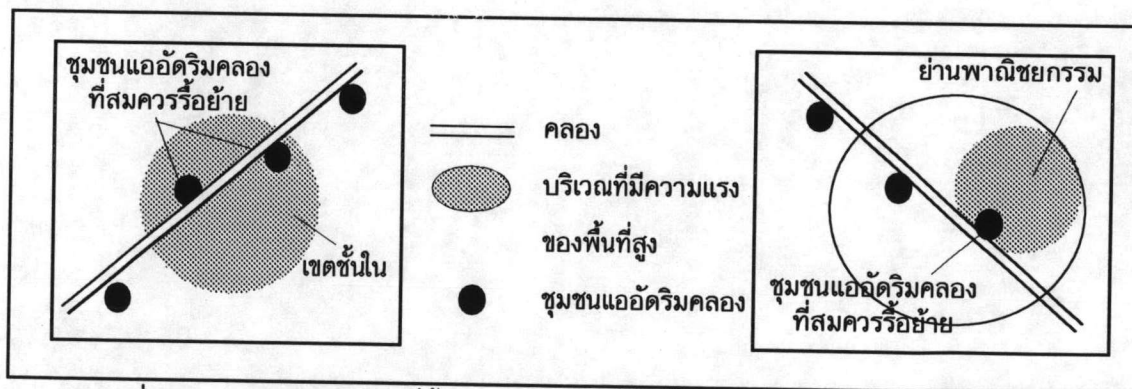 ชุมชนแออัดริมคลอง
ที่สมควรรื้อย้าย
เขตชั้นใน
คลอง
บริเวณที่มีความแรง
ของพื้นที่สูง
ชุมชนแออัดริมคลอง
ย่านพาณิชยกรรม
ชุมชนแออัดริมคลอง
ที่สมควรรื้อย้าย